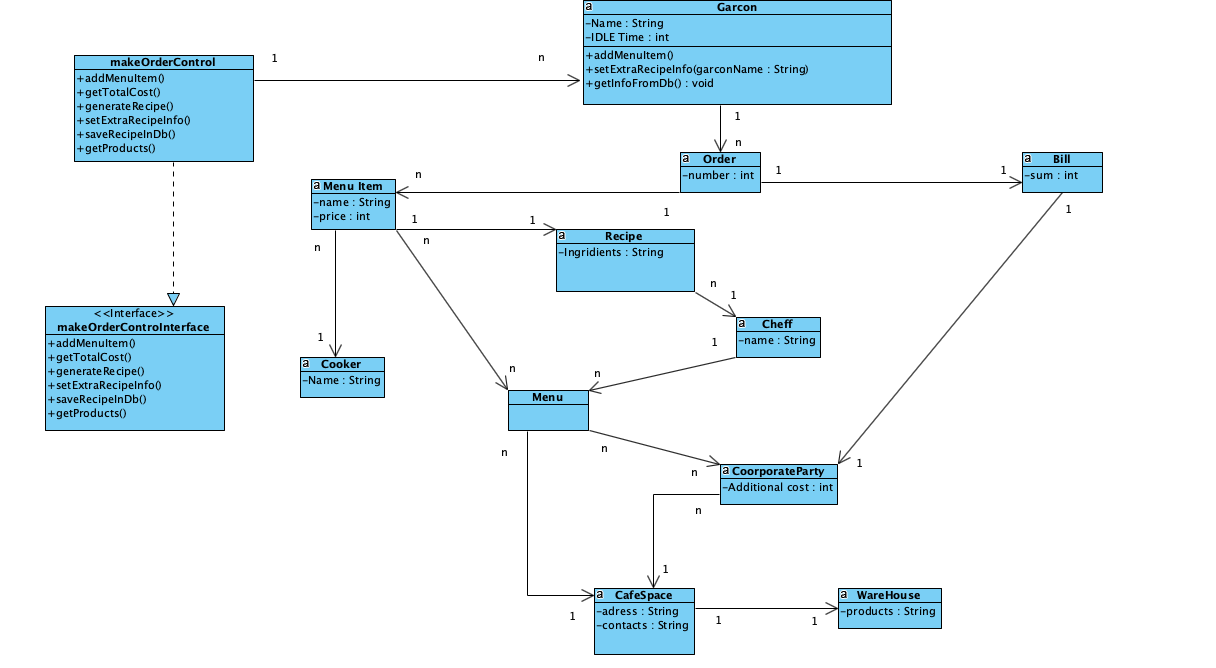 a Garcon
-Name : String
-IDLE Time : int
+addMenuItem()
+setExtraRecipeInfo(garconName : String)
+getInfoFromDb() : void
makeOrderControl
+addMenuItem()
+getTotalCost()
+generateRecipe()
+setExtraRecipeInfo()
+saveRecipeInDb()
+getProducts()
1
n
1
n
a Order
-number : int
1
1
a Bill
-sum : int
n
1
1
a Menu Item
-name : String
-price : int
1
1
n
n
a Recipe
-Ingridients : String
n
1
a Cheff
-name : String
1
n
<<Interface>>
makeOrderControInterface
+addMenuItem()
+getTotalCost()
+generateRecipe()
+setExtraRecipeInfo()
+saveRecipeInDb()
+getProducts()
1
a Cooker
-Name : String
n
Menu
n
n
n
1
a CoorporateParty
-Additional cost : int
n
1
1
a CafeSpace
-adress : String
-contacts : String
1
1
a WareHouse
-products : String